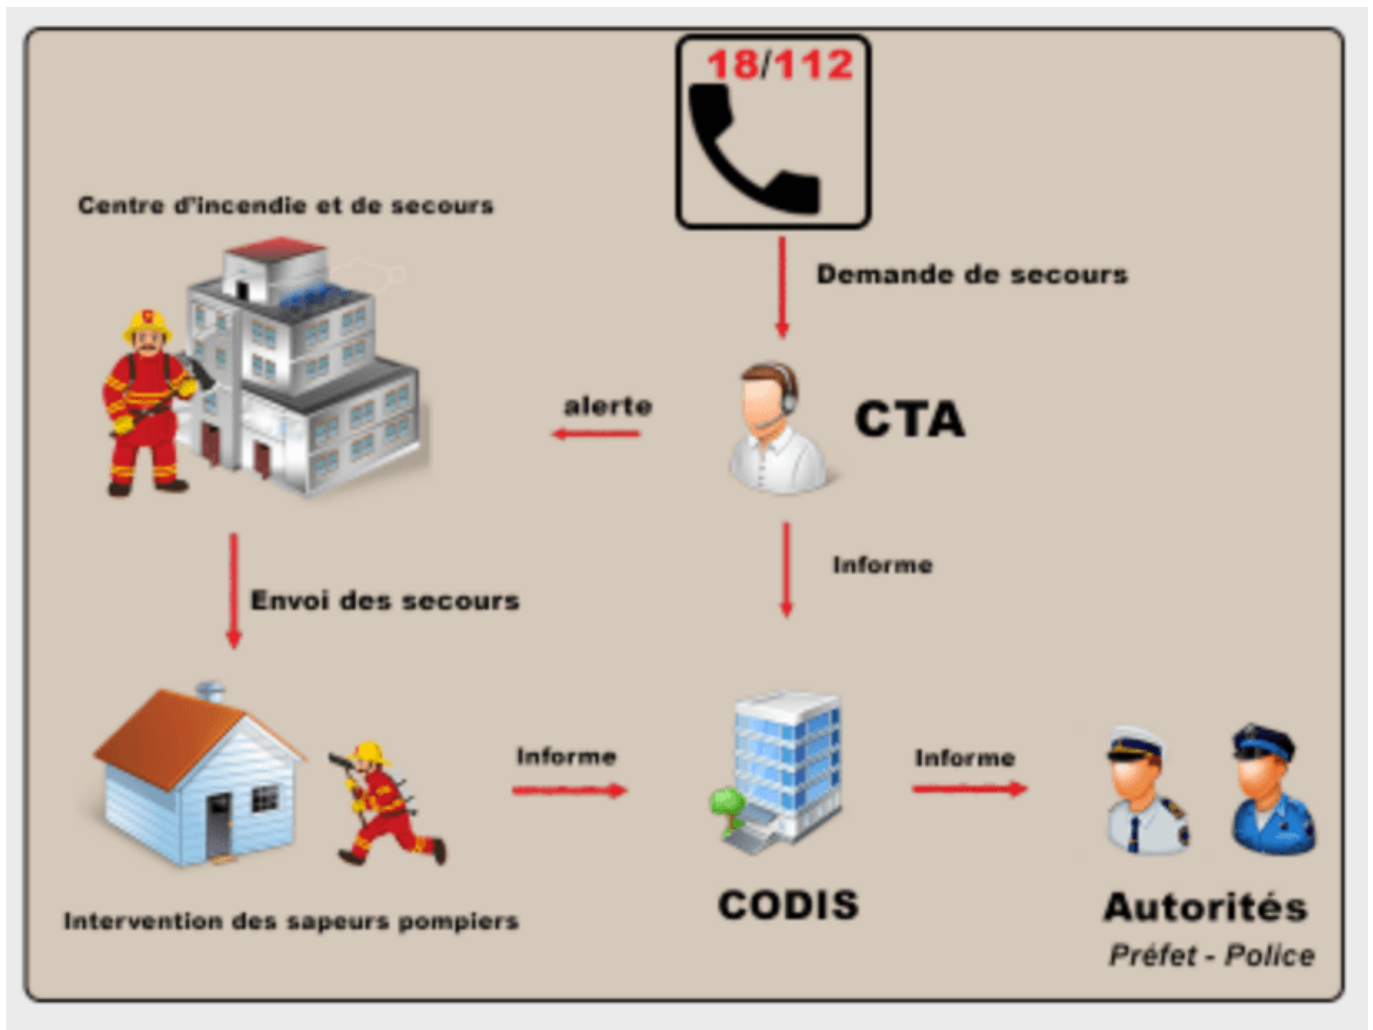 18/112
Centre d'incendie et de secours
Demande de secours
alerte
CTA
Informe
Envoi des secours
Informe
Informe
CODIS
Intervention des sapeurs pompiers
Autorités
Préfet - Police